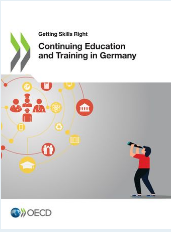 Getting Skills Right
Continuing Education
and Training in Germany
OECD